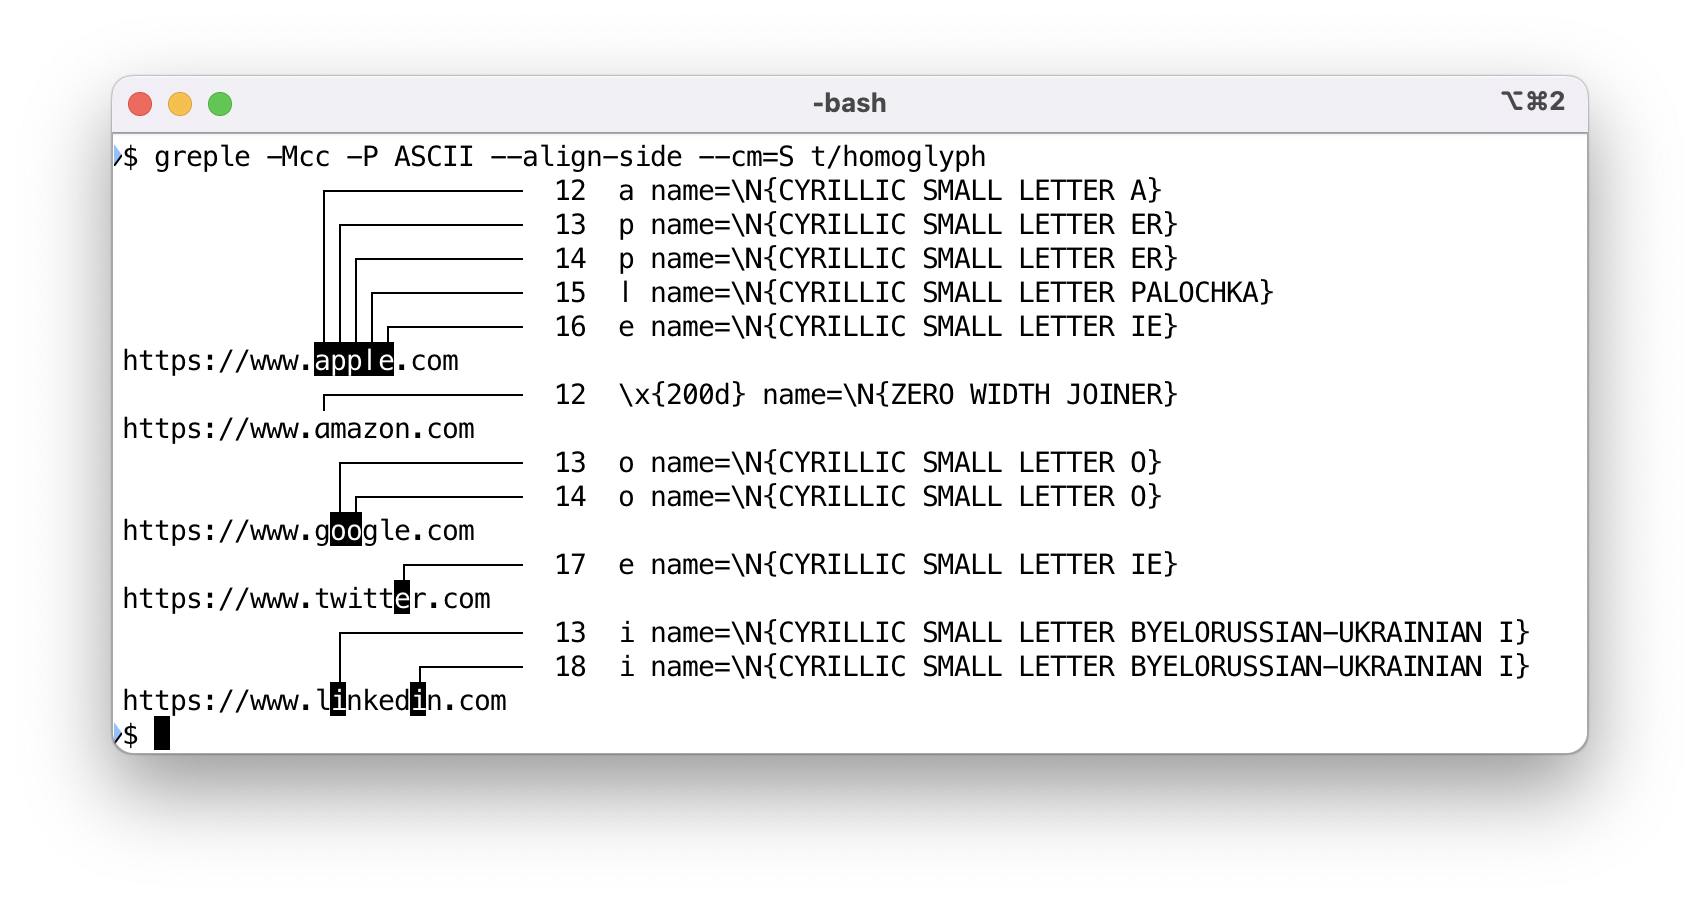 -bash
⌥⌘2
$ greple -Mcc -P ASCII --align-side --cm=S t/homoglyph
12 a name=\N{CYRILLIC SMALL LETTER A}
13 p name=\N{CYRILLIC SMALL LETTER ER}
14 p name=\N{CYRILLIC SMALL LETTER ER}
15 l name=\N{CYRILLIC SMALL LETTER PALOCHKA}
16 e name=\N{CYRILLIC SMALL LETTER IE}
https://www.apple.com
12 \x{200d} name=\N{ZERO WIDTH JOINER}
https://www.amazon.com
13 o name=\N{CYRILLIC SMALL LETTER O}
14 o name=\N{CYRILLIC SMALL LETTER O}
https://www.google.com
17 e name=\N{CYRILLIC SMALL LETTER IE}
https://www.twitter.com
13 i name=\N{CYRILLIC SMALL LETTER BYELORUSSIAN-UKRAINIAN I}
18 i name=\N{CYRILLIC SMALL LETTER BYELORUSSIAN-UKRAINIAN I}
https://www.linkedin.com
$